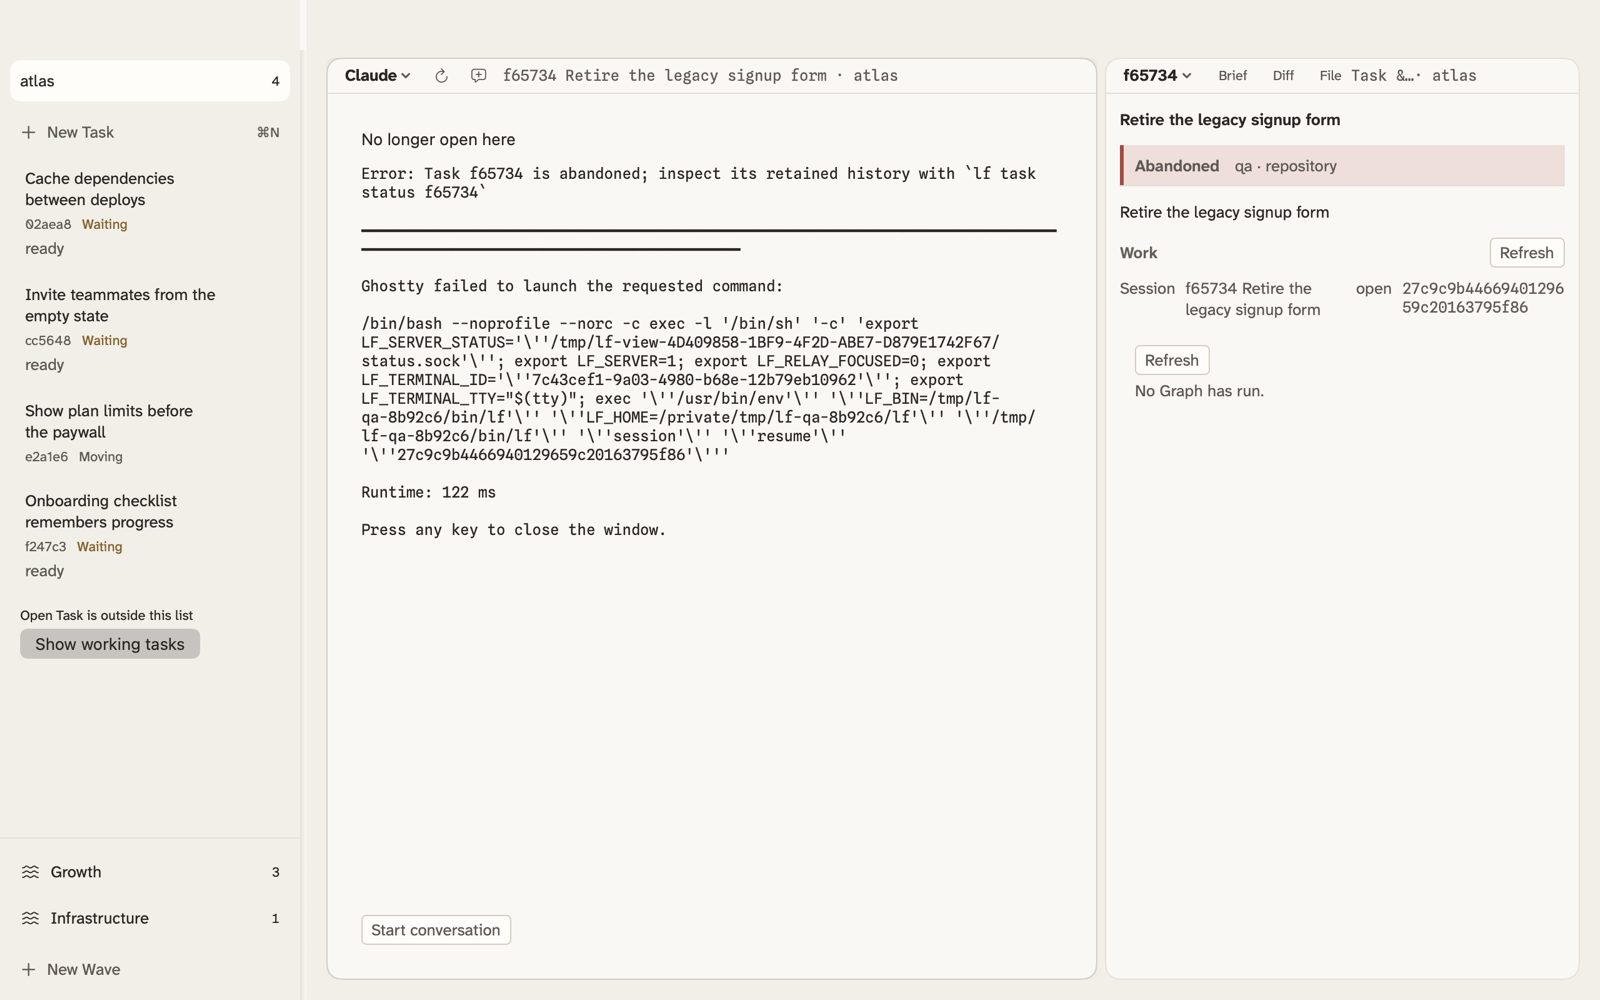 atlas 4
New Task ⌘N
Cache dependencies
between deploys
02aea8 Waiting
ready
Invite teammates from the
empty state
cc5648 Waiting
ready
Show plan limits before
the paywall
e2a1e6 Moving
Onboarding checklist
remembers progress
f247c3 Waiting
ready
Open Task is outside this list
Show working tasks
Growth 3
Infrastructure 1
New Wave
Claude f65734 Retire the legacy signup form · atlas
No longer open here
Error: Task f65734 is abandoned; inspect its retained history with `lf task
status f65734`
Ghostty failed to launch the requested command:
/bin/bash --noprofile --norc -c exec -l '/bin/sh' '-c' 'export
LF_SERVER_STATUS='\''/tmp/lf-view-4D409858-1BF9-4F2D-ABE7-D879E1742F67/
status.sock'\''; export LF_SERVER=1; export LF_RELAY_FOCUSED=0; export
LF_TERMINAL_ID='\''7c43cef1-9a03-4980-b68e-12b79eb10962'\''; export
LF_TERMINAL_TTY="$(tty)"; exec '\''/usr/bin/env'\'' '\''LF_BIN=/tmp/lf-
qa-8b92c6/bin/lf'\'' '\''LF_HOME=/private/tmp/lf-qa-8b92c6/lf'\'' '\''/tmp/
lf-qa-8b92c6/bin/lf'\'' '\''session'\'' '\''resume'\''
'\''27c9c9b4466940129659c20163795f86'\'''
Runtime: 122 ms
Press any key to close the window.
Start conversation
f65734 Brief Diff File Task &…· atlas
Retire the legacy signup form
Abandoned qa · repository
Retire the legacy signup form
Work Refresh
Session f65734 Retire the open 27c9c9b44669401296
legacy signup form 59c20163795f86
Refresh
No Graph has run.